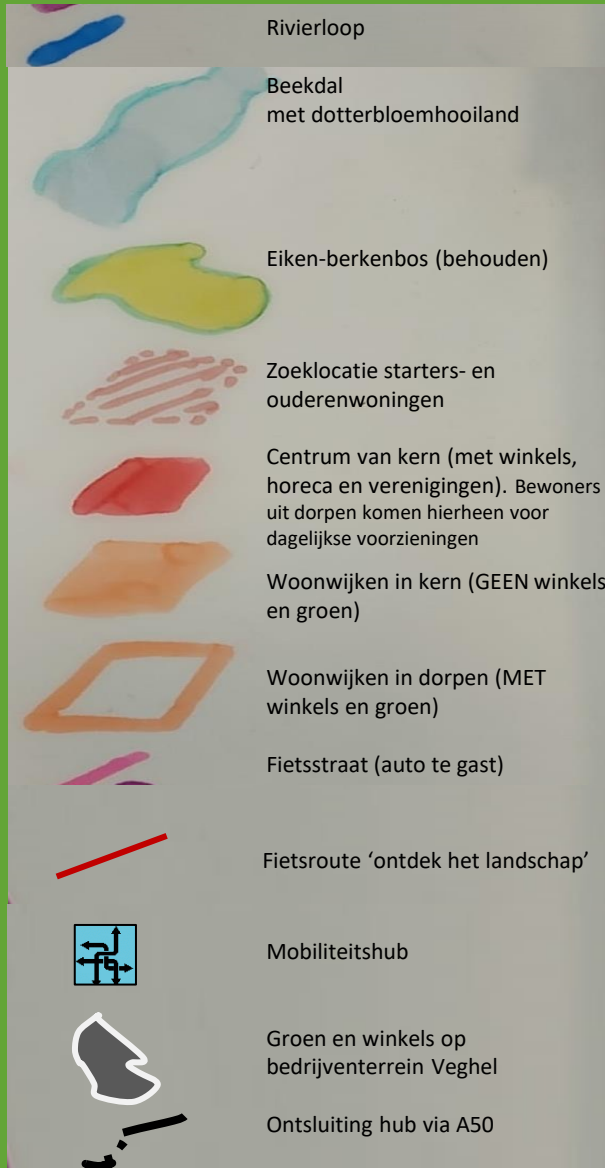 Rivierloop
Beekdal
met dotterbloemhooiland
Eiken-berkenbos (behouden)
Zoeklocatie starters- en
ouderenwoningen
Centrum van kern (met winkels,
horeca en verenigingen). Bewoners
uit dorpen komen hierheen voor
dagelijkse voorzieningen
Woonwijken in kern (GEEN winkels
en groen)
Woonwijken in dorpen (MET
winkels en groen)
Fietsstraat (auto te gast)
Fietsroute ‘ontdek het landschap’
Mobiliteitshub
Groen en winkels op
bedrijventerrein Veghel
Ontsluiting hub via A50